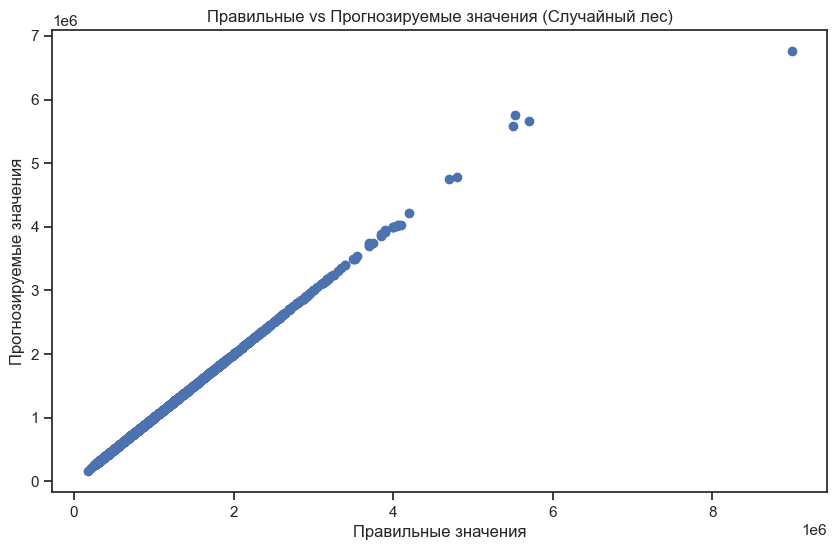 Правильные vs Прогнозируемые значения (Случайный лес)
1e6
7
6
5
4
3
2
1
0
Прогнозируемые значения
0 2 4 6 8
1e6
Правильные значения